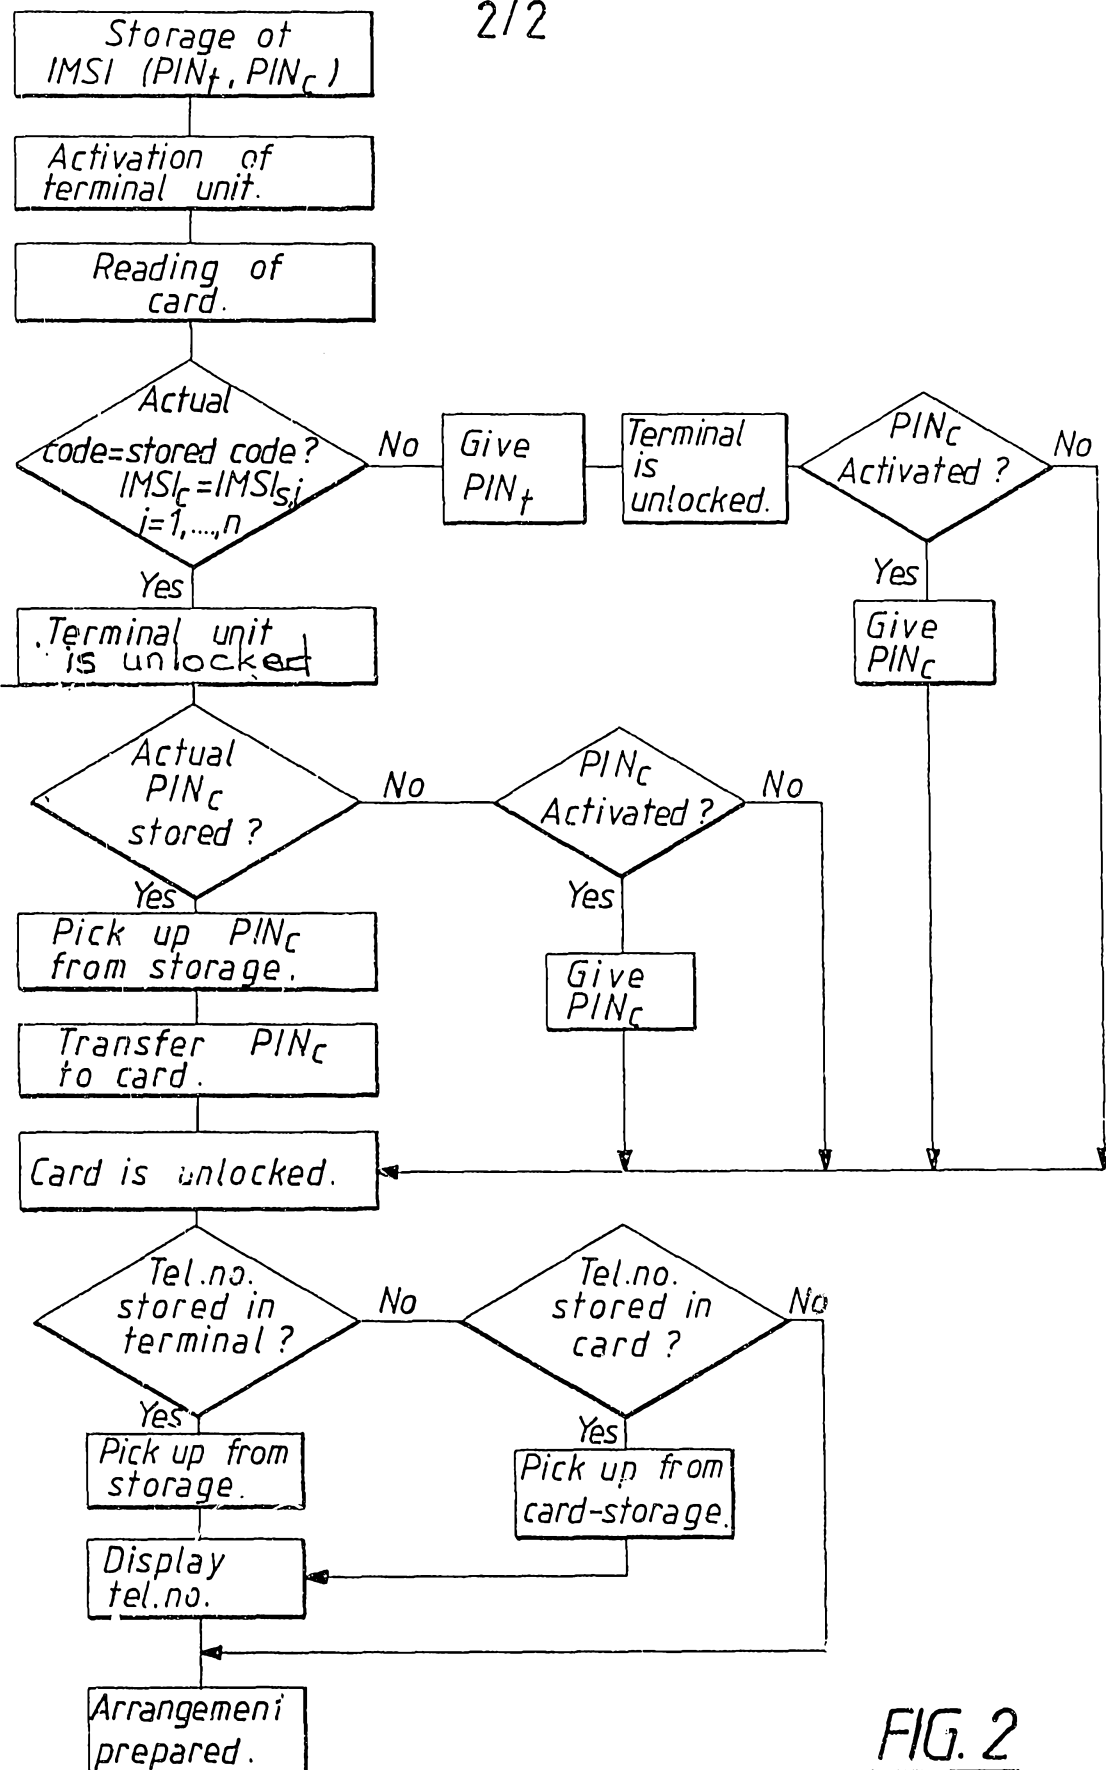 2/2
Storage of
IMSI (PINt, PINc)
Activation of
terminal unit.
Reading of
card.
Actual
code=stored code?
IMSIc=IMSIs,i
i=1,....,n
No
Give
PINt
Terminal
is
unlocked.
PINc
Activated?
No
Yes
Give
PINc
Yes
Terminal unit
is unlocked
Actual
PINc
stored?
No
PINc
Activated?
No
Yes
Give
PINc
Yes
Pick up PINc
from storage.
Transfer PINc
to card.
Card is unlocked.
Tel.no.
stored in
terminal?
No
Tel.no.
stored in
card?
No
Yes
Pick up from
storage.
Yes
Pick up from
card-storage.
Display
tel.no.
Arrangement
prepared.
FIG. 2